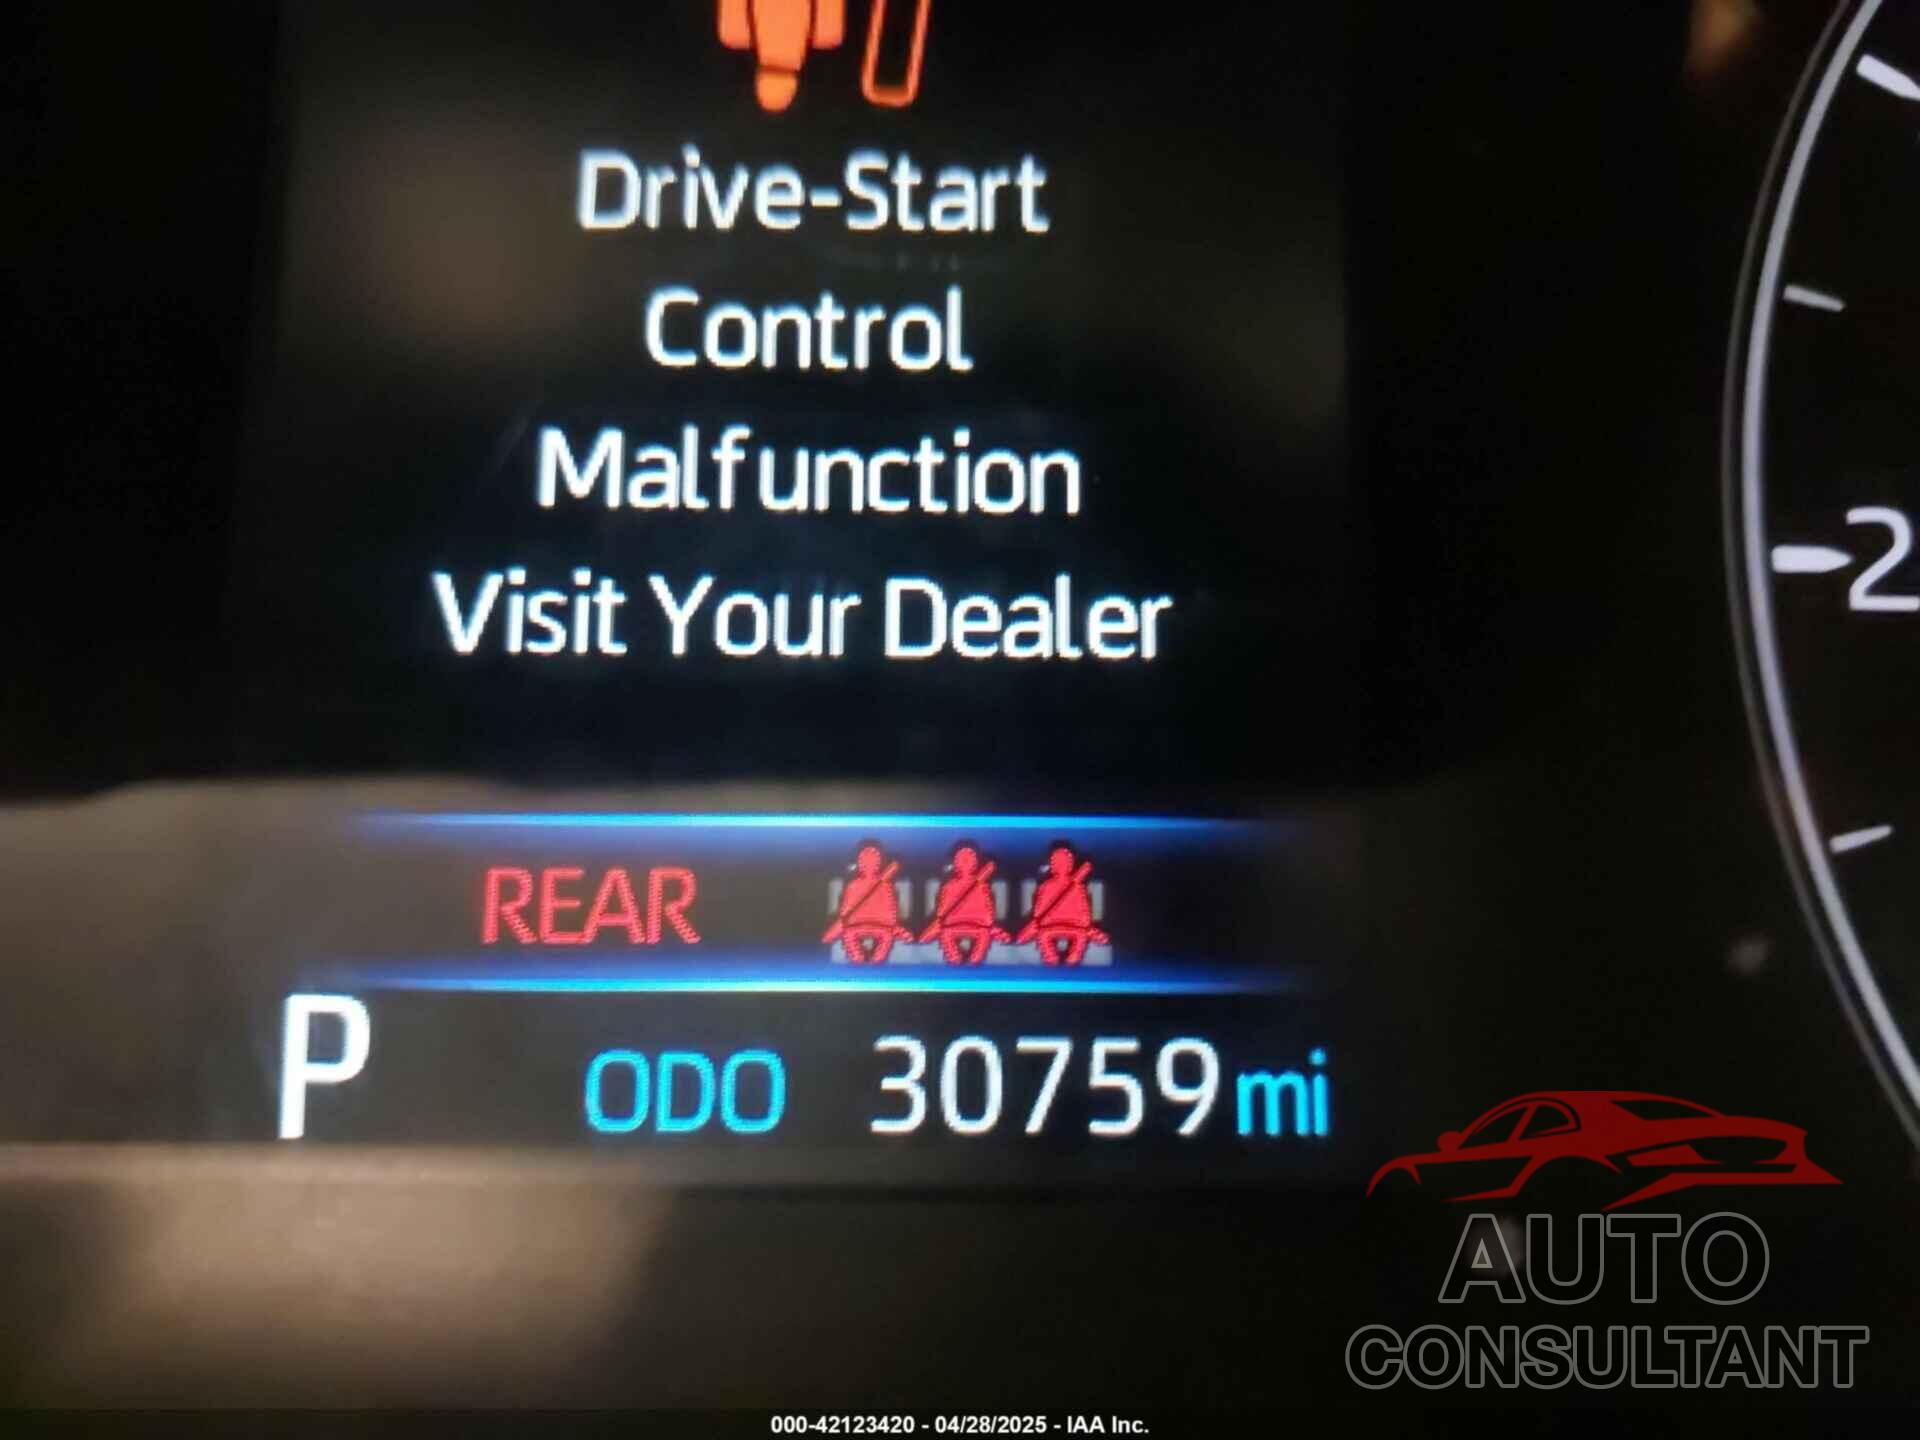 Drive-Start
Control
Malfunction
Visit Your Dealer
2
REAR
P ODO 30759 mi
AUTO
CONSULTANT
000-42123420 - 04/28/2025 - IAA Inc.